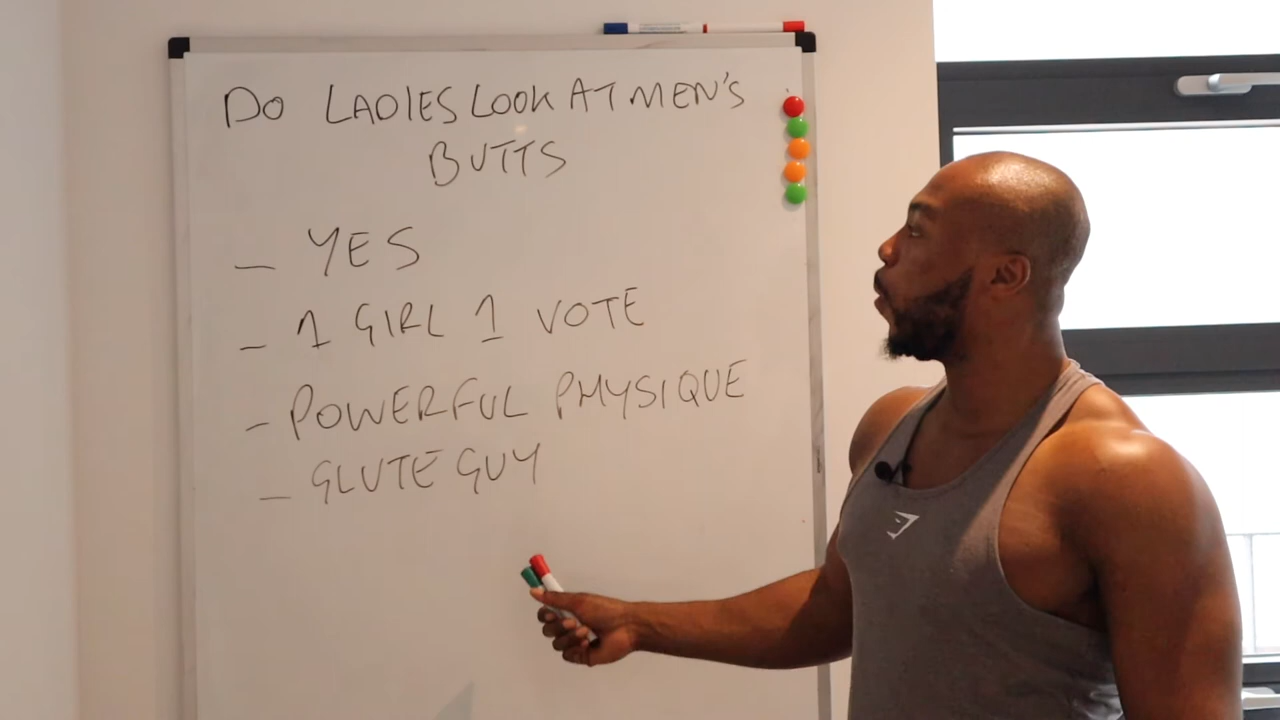 DO LADIES LOOK AT MEN'S
BUTTS
- YES
- 1 GIRL 1 VOTE
- POWERFUL PHYSIQUE
- GLUTE GUY